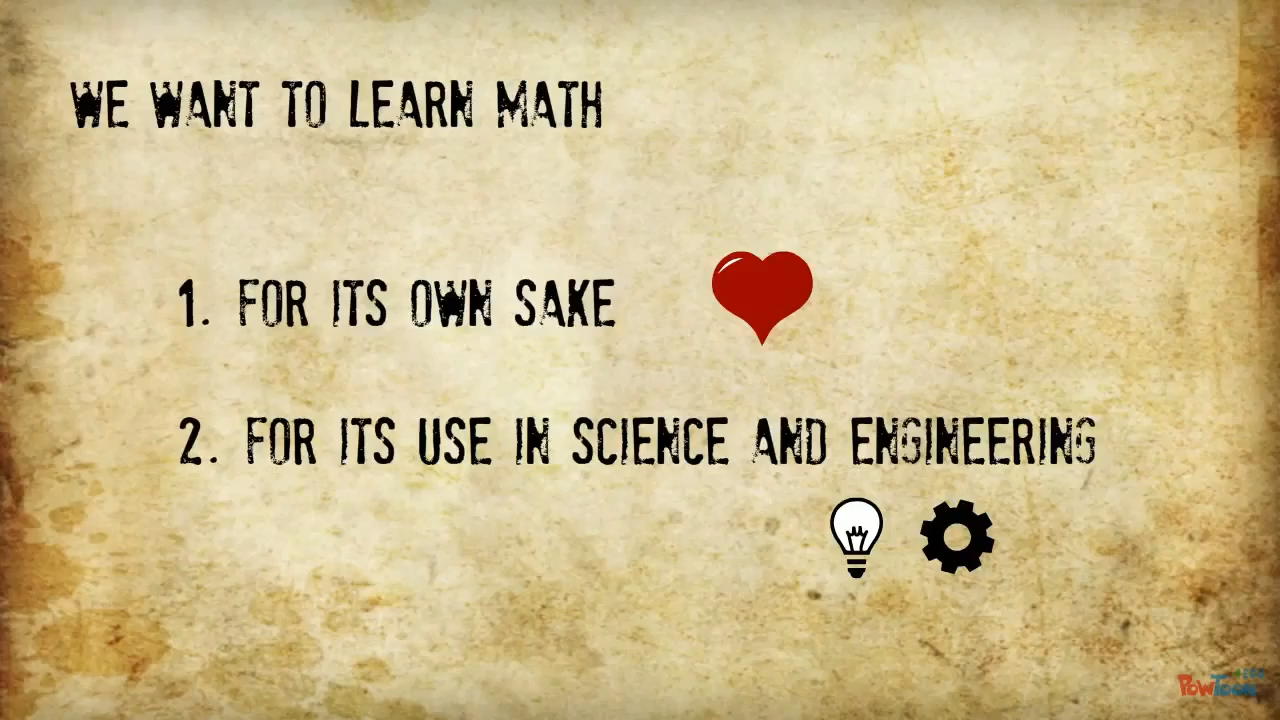 WE WANT TO LEARN MATH
1. FOR ITS OWN SAKE
2. FOR ITS USE IN SCIENCE AND ENGINEERING
POWTOON